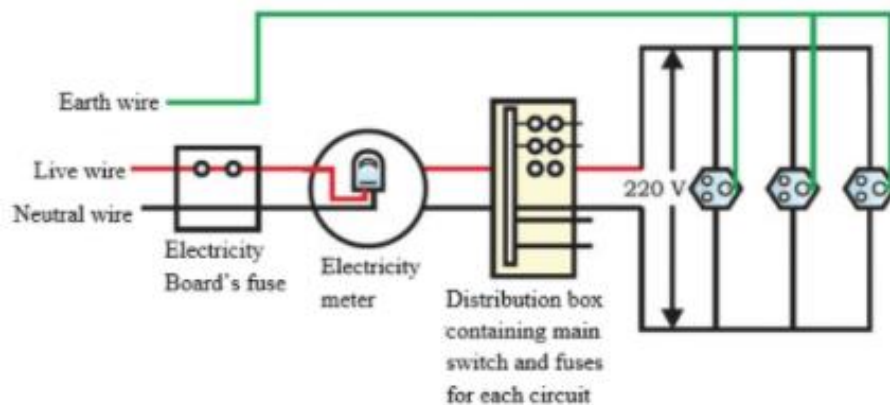 Earth wire
Live wire
Neutral wire
Electricity
Board's fuse
Electricity
meter
Distribution box
containing main
switch and fuses
for each circuit
220 V